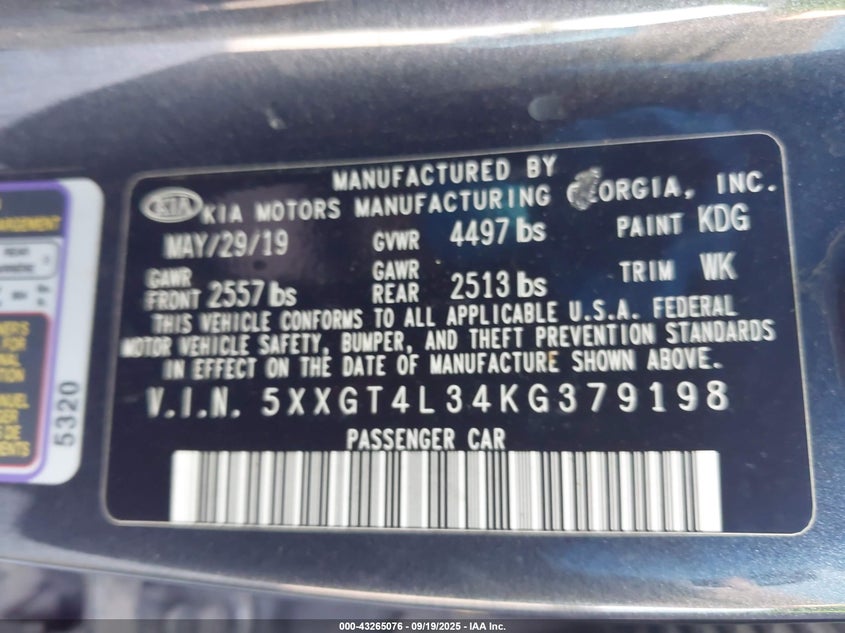 MANUFACTURED BY
KIA KIA MOTORS MANUFACTURING ORGIA, INC.
MAY/29/19 GVWR 4497 lbs PAINT KDG
GAWR FRONT 2557 lbs GAWR REAR 2513 lbs TRIM WK
THIS VEHICLE CONFORMS TO ALL APPLICABLE U.S.A. FEDERAL
MOTOR VEHICLE SAFETY, BUMPER, AND THEFT PREVENTION STANDARDS
IN EFFECT ON THE DATE OF MANUFACTURE SHOWN ABOVE.
V.I.N. 5XXGT4L34KG379198
PASSENGER CAR
5320
000-43265076 - 09/19/2025 - IAA Inc.